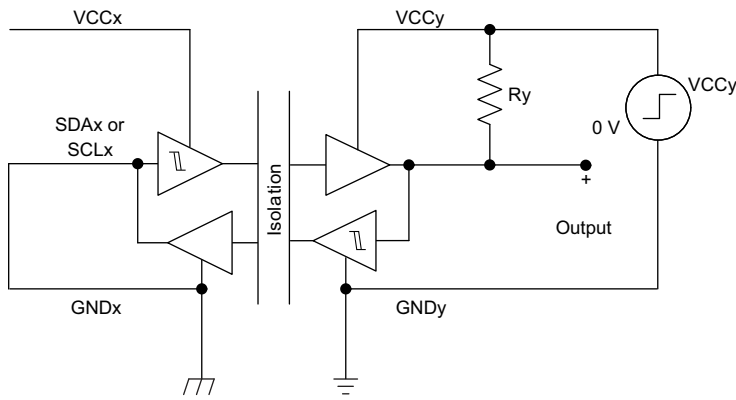 VCCx
VCCy
Ry
VCCy
0 V
SDAx or
SCLx
Isolation
+
Output
GNDx
GNDy